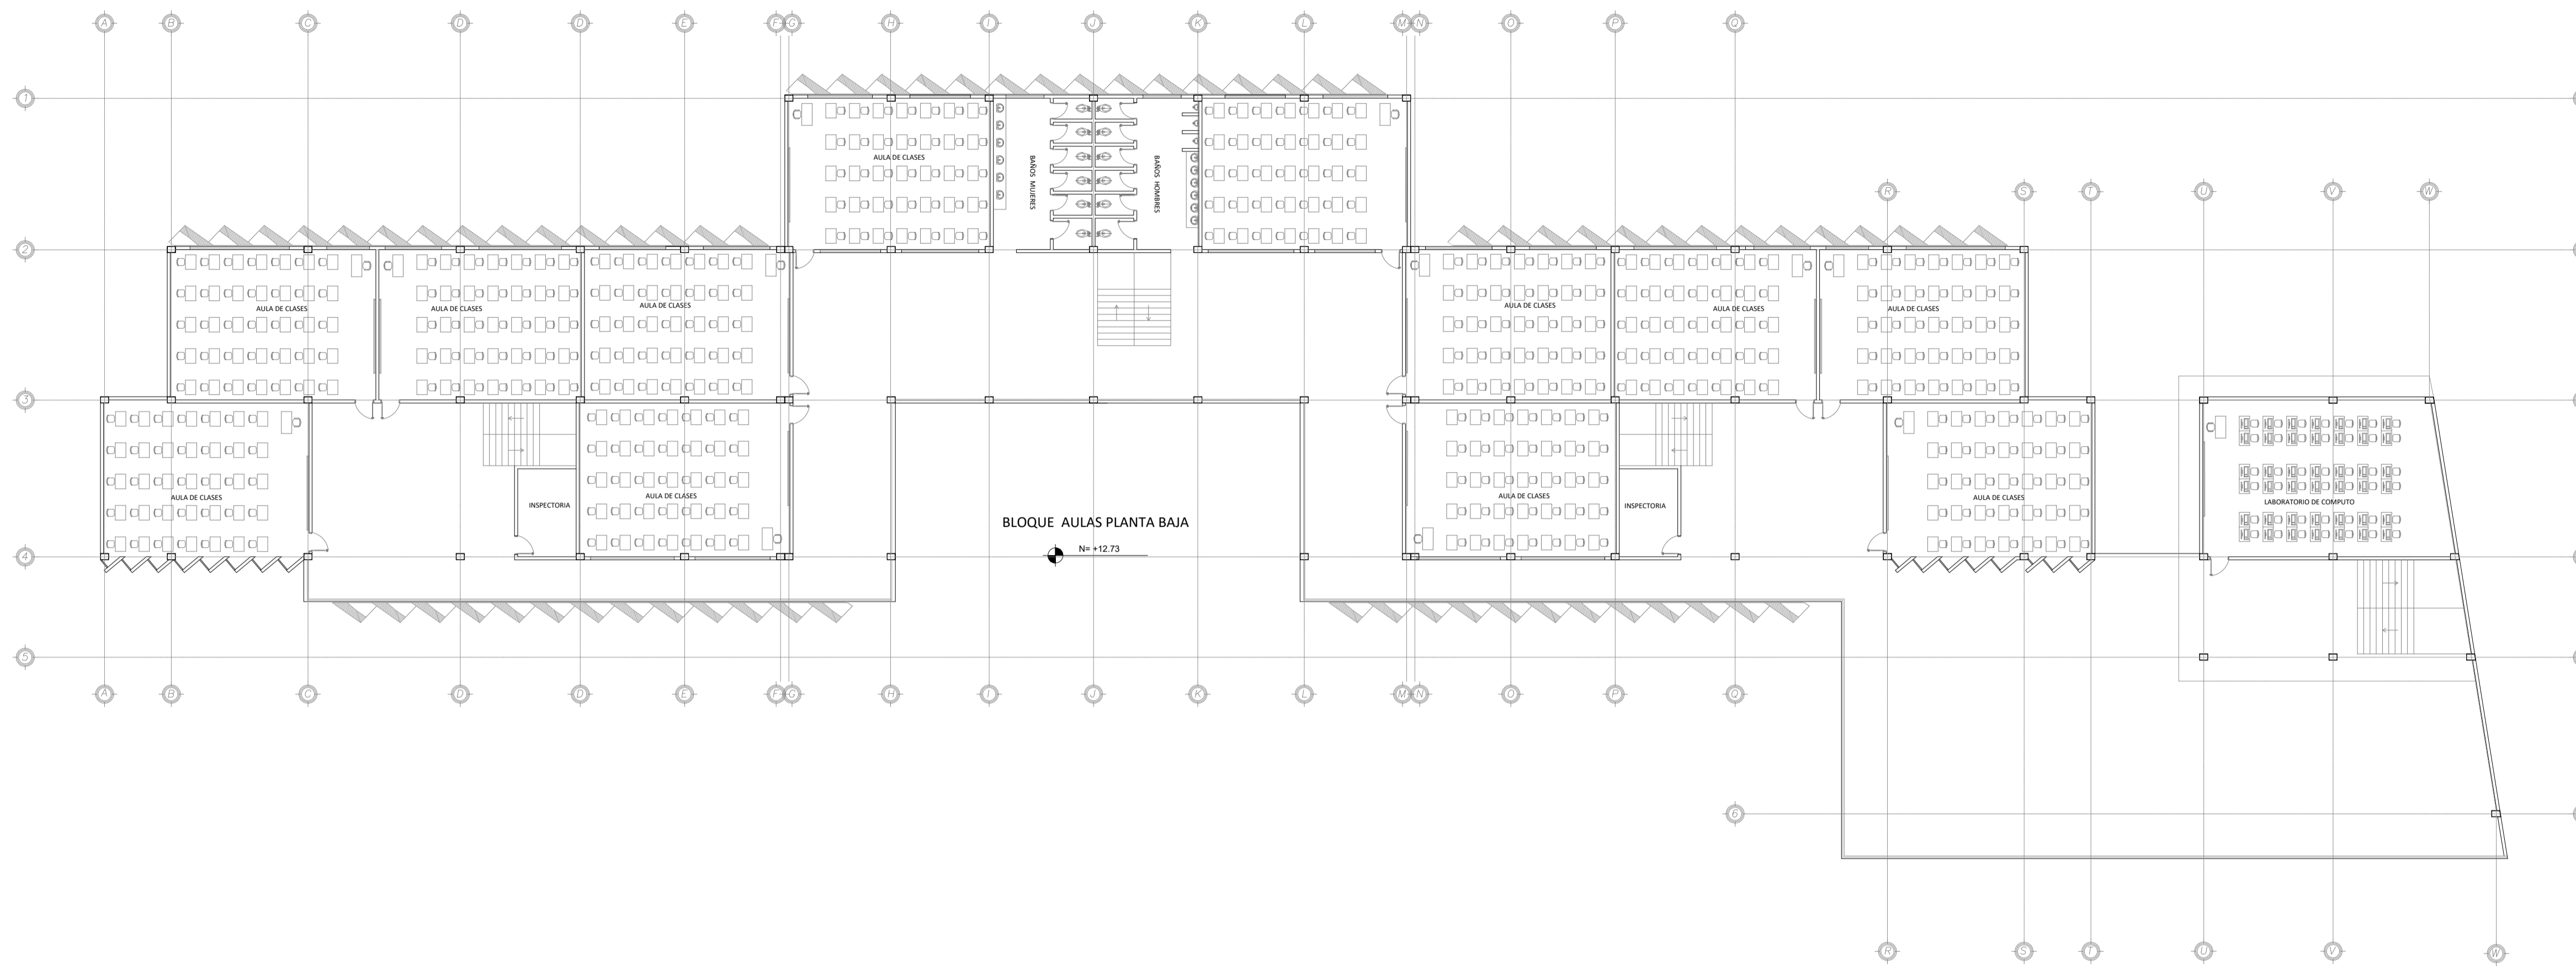 A B C D D E F G H I J K L M N O P Q
1
AULA DE CLASES
BAÑOS MUJERES
BAÑOS HOMBRES
R S T U V W
2
AULA DE CLASES
AULA DE CLASES
AULA DE CLASES
AULA DE CLASES
AULA DE CLASES
AULA DE CLASES
3
AULA DE CLASES
INSPECTORIA
AULA DE CLASES
AULA DE CLASES
INSPECTORIA
AULA DE CLASES
LABORATORIO DE COMPUTO
BLOQUE AULAS PLANTA BAJA
N= +12.73
4
5
A B C D D E F G H I J K L M N O P Q
6
R S T U V W